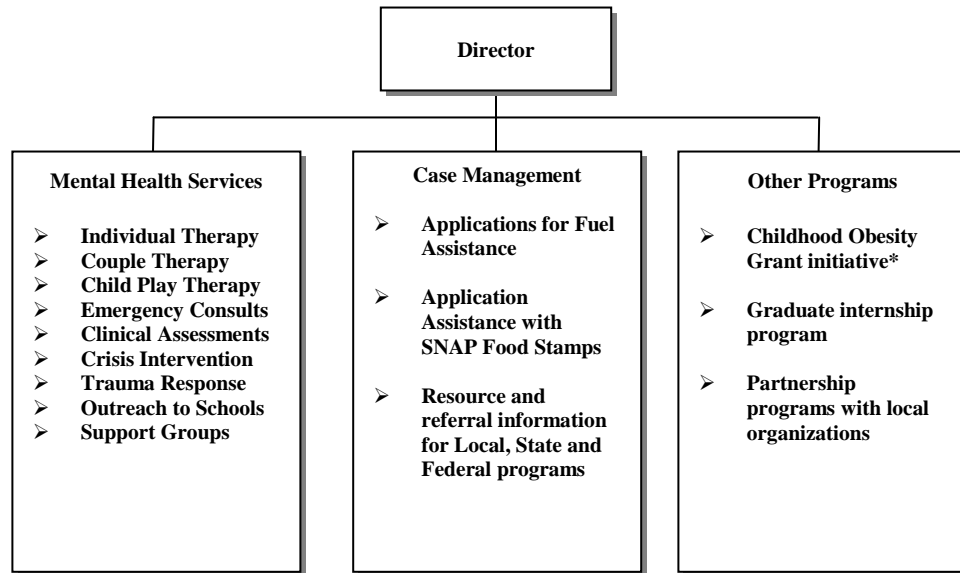 Director
Mental Health Services
➢ Individual Therapy
➢ Couple Therapy
➢ Child Play Therapy
➢ Emergency Consults
➢ Clinical Assessments
➢ Crisis Intervention
➢ Trauma Response
➢ Outreach to Schools
➢ Support Groups
Case Management
➢ Applications for Fuel
Assistance
➢ Application
Assistance with
SNAP Food Stamps
➢ Resource and
referral information
for Local, State and
Federal programs
Other Programs
➢ Childhood Obesity
Grant initiative*
➢ Graduate internship
program
➢ Partnership
programs with local
organizations